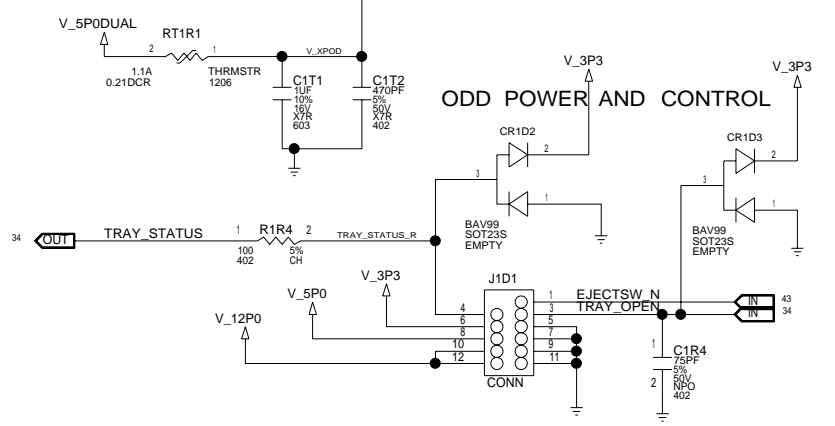 V_5P0DUAL
RT1R1
2
1
1.1A
0.21DCR
THRMSTR
1206
V_XPOD
C1T1
1UF
10%
16V
X7R
603
C1T2
470PF
5%
50V
X7R
402
ODD POWER AND CONTROL
V_3P3
CR1D2
2
3
1
BAV99
SOT23S
EMPTY
V_3P3
CR1D3
2
3
1
BAV99
SOT23S
EMPTY
34
OUT
TRAY_STATUS
1
R1R4
2
100
402
5%
CH
TRAY_STATUS_R
V_3P3
V_5P0
V_12P0
J1D1
4
6
8
10
12
1
3
5
7
9
11
CONN
EJECTSW_N
TRAY_OPEN
IN
43
IN
34
1
2
C1R4
75PF
5%
50V
NPO
402